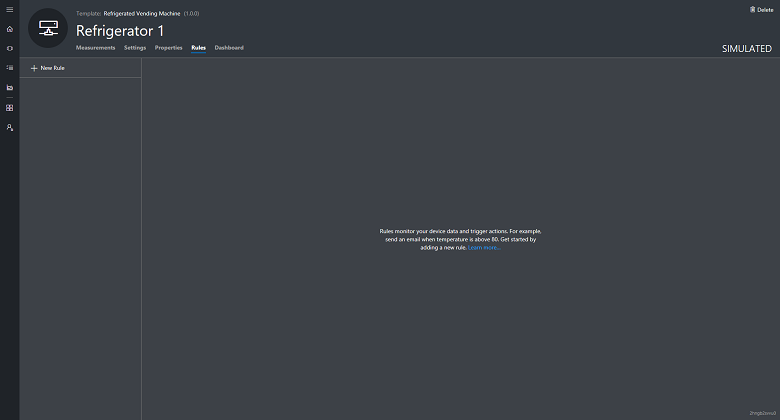 Template: Refrigerated Vending Machine (1.0.0)
Delete
Refrigerator 1
Measurements Settings Properties Rules Dashboard
SIMULATED
New Rule
Rules monitor your device data and trigger actions. For example,
send an email when temperature is above 80. Get started by
adding a new rule. Learn more...